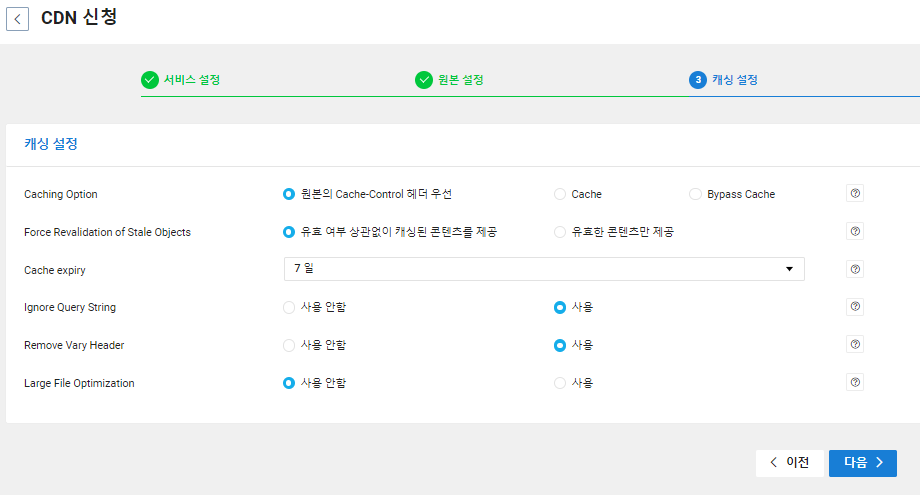 CDN 신청
서비스 설정 원본 설정 3 캐싱 설정
캐싱 설정
Caching Option 원본의 Cache-Control 헤더 우선 Cache Bypass Cache ?
Force Revalidation of Stale Objects 유효 여부 상관없이 캐싱된 콘텐츠를 제공 유효한 콘텐츠만 제공 ?
Cache expiry 7 일 ?
Ignore Query String 사용 안함 사용 ?
Remove Vary Header 사용 안함 사용 ?
Large File Optimization 사용 안함 사용 ?
이전 다음